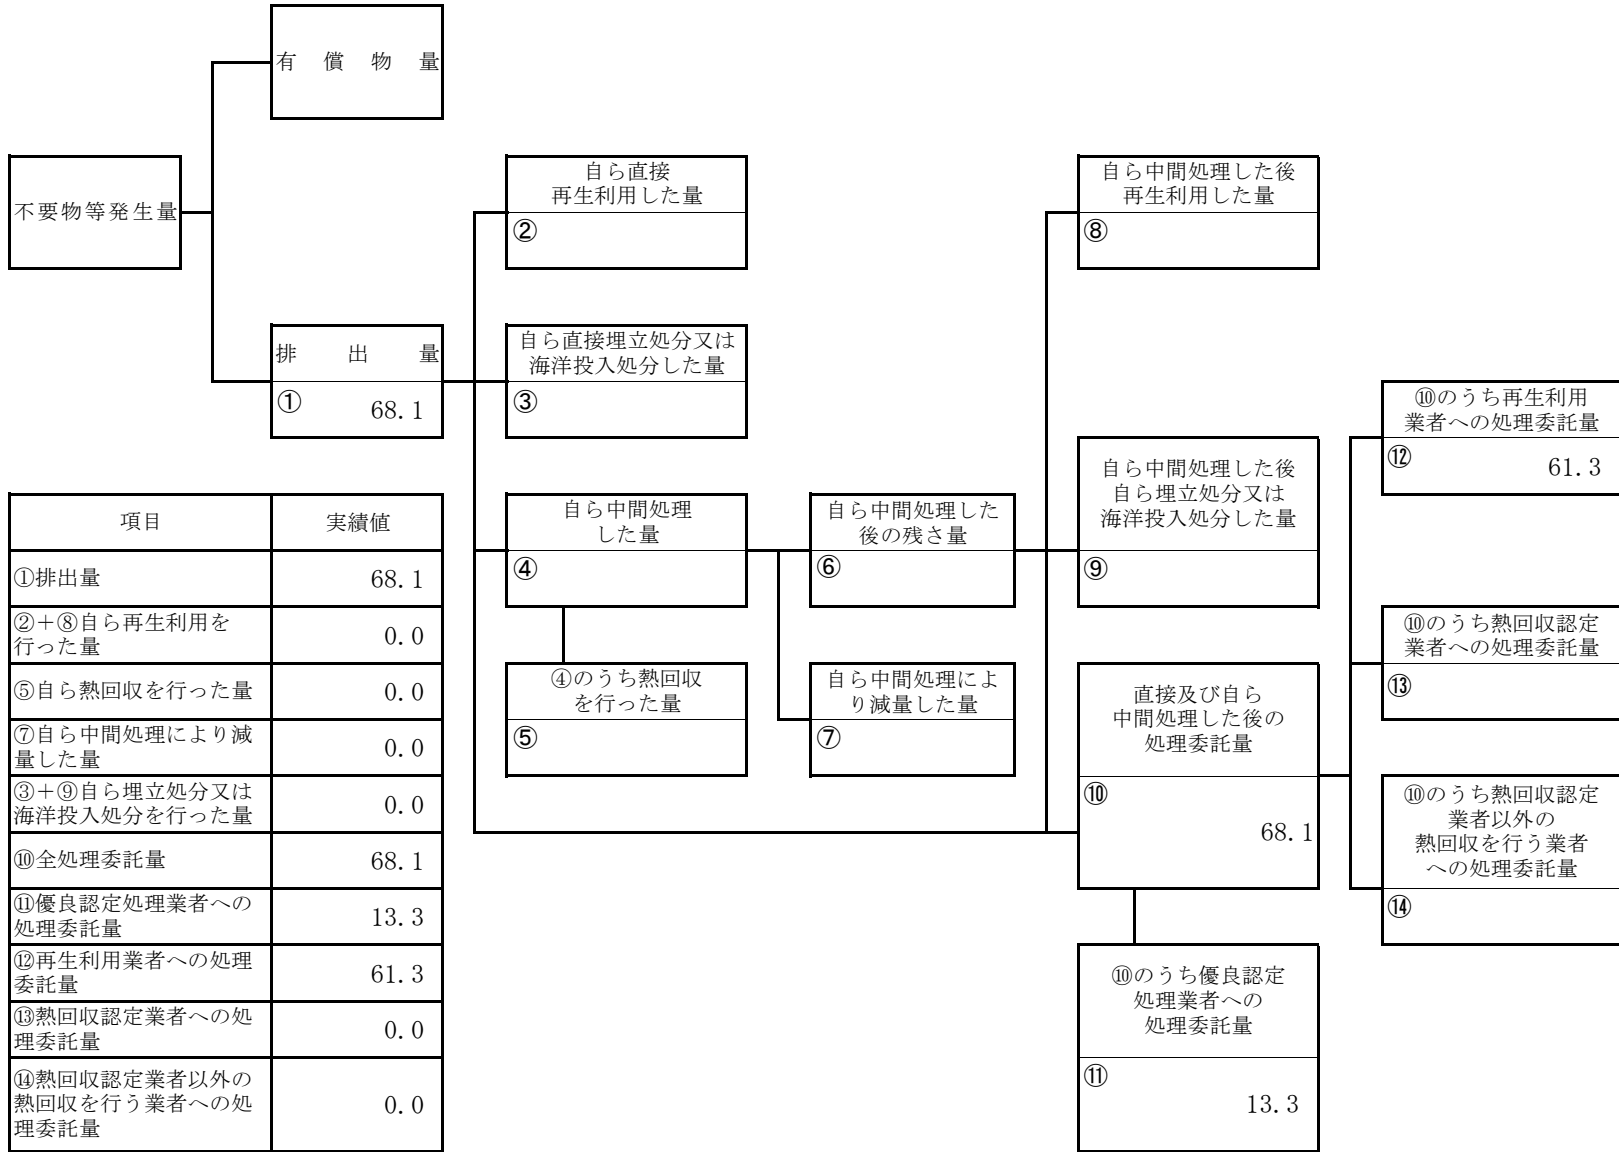 有償物量
不要物等発生量
自ら直接
再生利用した量
②
自ら中間処理した後
再生利用した量
⑧
排出量
① 68.1
自ら直接埋立処分又は
海洋投入処分した量
③
⑩のうち再生利用
業者への処理委託量
⑫ 61.3
自ら中間処理した後
自ら埋立処分又は
海洋投入処分した量
⑨
自ら中間処理
した量
④
自ら中間処理した
後の残さ量
⑥
⑩のうち熱回収認定
業者への処理委託量
⑬
④のうち熱回収
を行った量
⑤
自ら中間処理によ
り減量した量
⑦
直接及び自ら
中間処理した後の
処理委託量
⑩
68.1
⑩のうち熱回収認定
業者以外の
熱回収を行う業者
への処理委託量
⑭
⑩のうち優良認定
処理業者への
処理委託量
⑪
13.3
項目 実績値
①排出量 68.1
②＋⑧自ら再生利用を
行った量 0.0
⑤自ら熱回収を行った量 0.0
⑦自ら中間処理により減
量した量 0.0
③＋⑨自ら埋立処分又は
海洋投入処分を行った量 0.0
⑩全処理委託量 68.1
⑪優良認定処理業者への
処理委託量 13.3
⑫再生利用業者への処理
委託量 61.3
⑬熱回収認定業者への処
理委託量 0.0
⑭熱回収認定業者以外の
熱回収を行う業者への処
理委託量 0.0